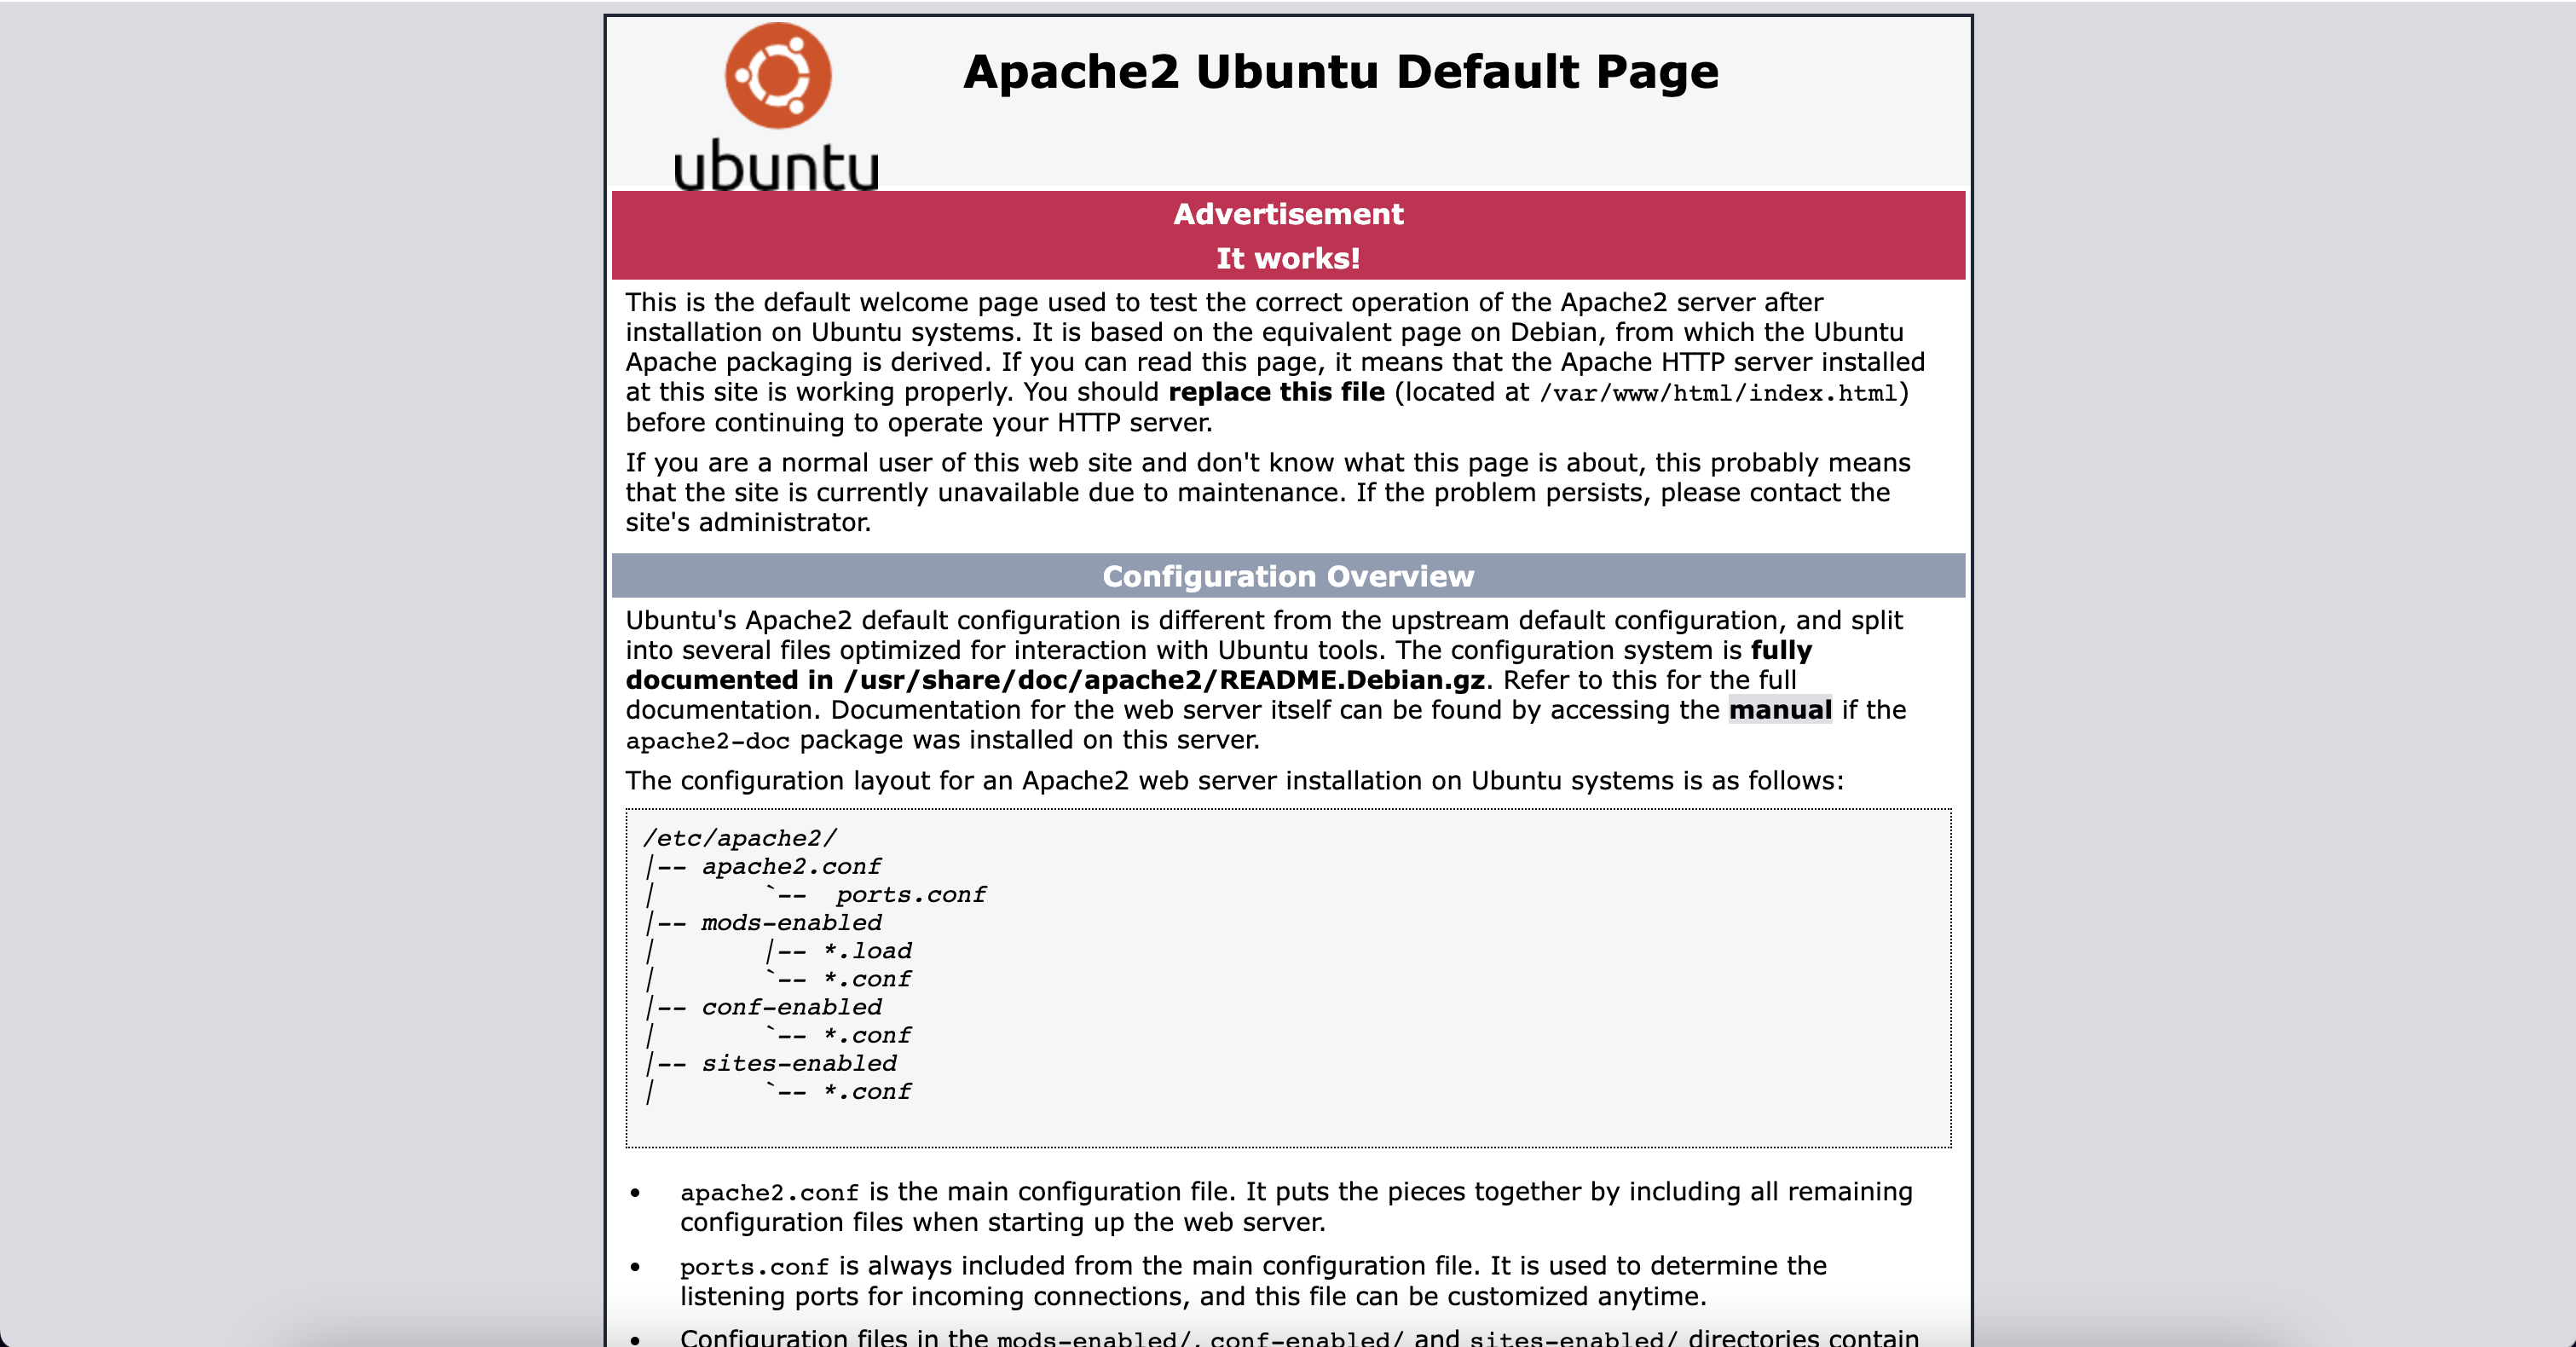 ubuntu
Apache2 Ubuntu Default Page
Advertisement
It works!
This is the default welcome page used to test the correct operation of the Apache2 server after
installation on Ubuntu systems. It is based on the equivalent page on Debian, from which the Ubuntu
Apache packaging is derived. If you can read this page, it means that the Apache HTTP server installed
at this site is working properly. You should replace this file (located at /var/www/html/index.html)
before continuing to operate your HTTP server.
If you are a normal user of this web site and don't know what this page is about, this probably means
that the site is currently unavailable due to maintenance. If the problem persists, please contact the
site's administrator.
Configuration Overview
Ubuntu's Apache2 default configuration is different from the upstream default configuration, and split
into several files optimized for interaction with Ubuntu tools. The configuration system is fully
documented in /usr/share/doc/apache2/README.Debian.gz. Refer to this for the full
documentation. Documentation for the web server itself can be found by accessing the manual if the
apache2-doc package was installed on this server.
The configuration layout for an Apache2 web server installation on Ubuntu systems is as follows:
/etc/apache2/
|-- apache2.conf
|       `--  ports.conf
|-- mods-enabled
|       |-- *.load
|       `-- *.conf
|-- conf-enabled
|       `-- *.conf
|-- sites-enabled
|       `-- *.conf
• apache2.conf is the main configuration file. It puts the pieces together by including all remaining
configuration files when starting up the web server.
• ports.conf is always included from the main configuration file. It is used to determine the
listening ports for incoming connections, and this file can be customized anytime.
• Configuration files in the mods-enabled/, conf-enabled/ and sites-enabled/ directories contain